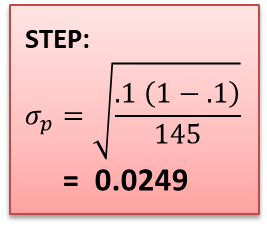 STEP:
σₚ = √(.1 (1 − .1) / 145)
= 0.0249